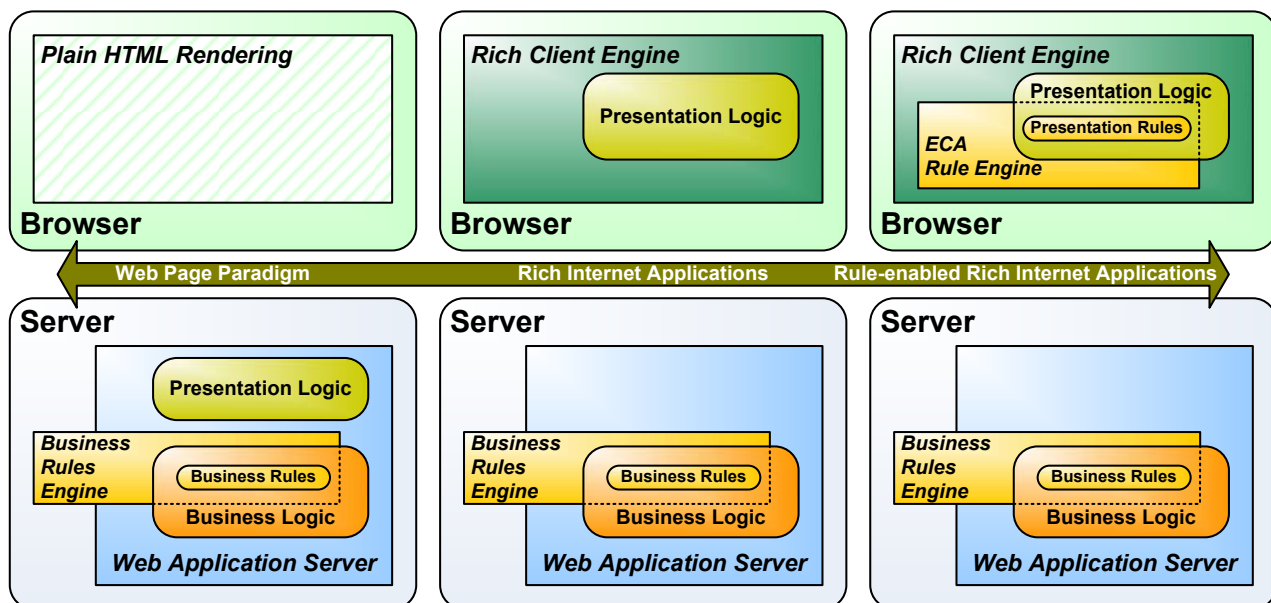 Plain HTML Rendering
Browser
Rich Client Engine
Presentation Logic
Browser
Rich Client Engine
Presentation Logic
Presentation Rules
ECA
Rule Engine
Browser
Web Page Paradigm
Rich Internet Applications
Rule-enabled Rich Internet Applications
Server
Presentation Logic
Business
Rules
Engine
Business Rules
Business Logic
Web Application Server
Server
Business
Rules
Engine
Business Rules
Business Logic
Web Application Server
Server
Business
Rules
Engine
Business Rules
Business Logic
Web Application Server